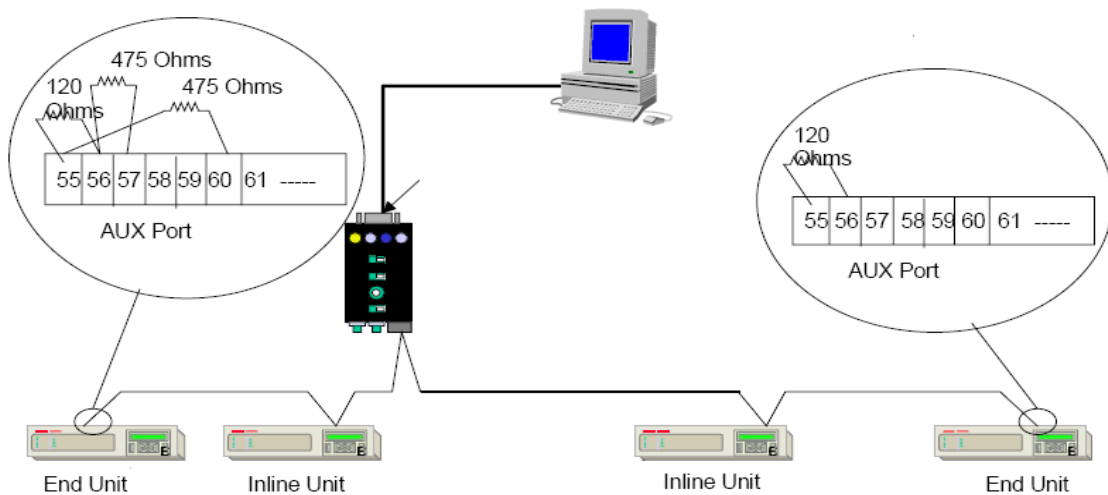 475 Ohms
120
Ohms
475 Ohms
55 56 57 58 59 60 61 -----
AUX Port
120
Ohms
55 56 57 58 59 60 61 -----
AUX Port
B
B
B
B
End Unit
Inline Unit
Inline Unit
End Unit